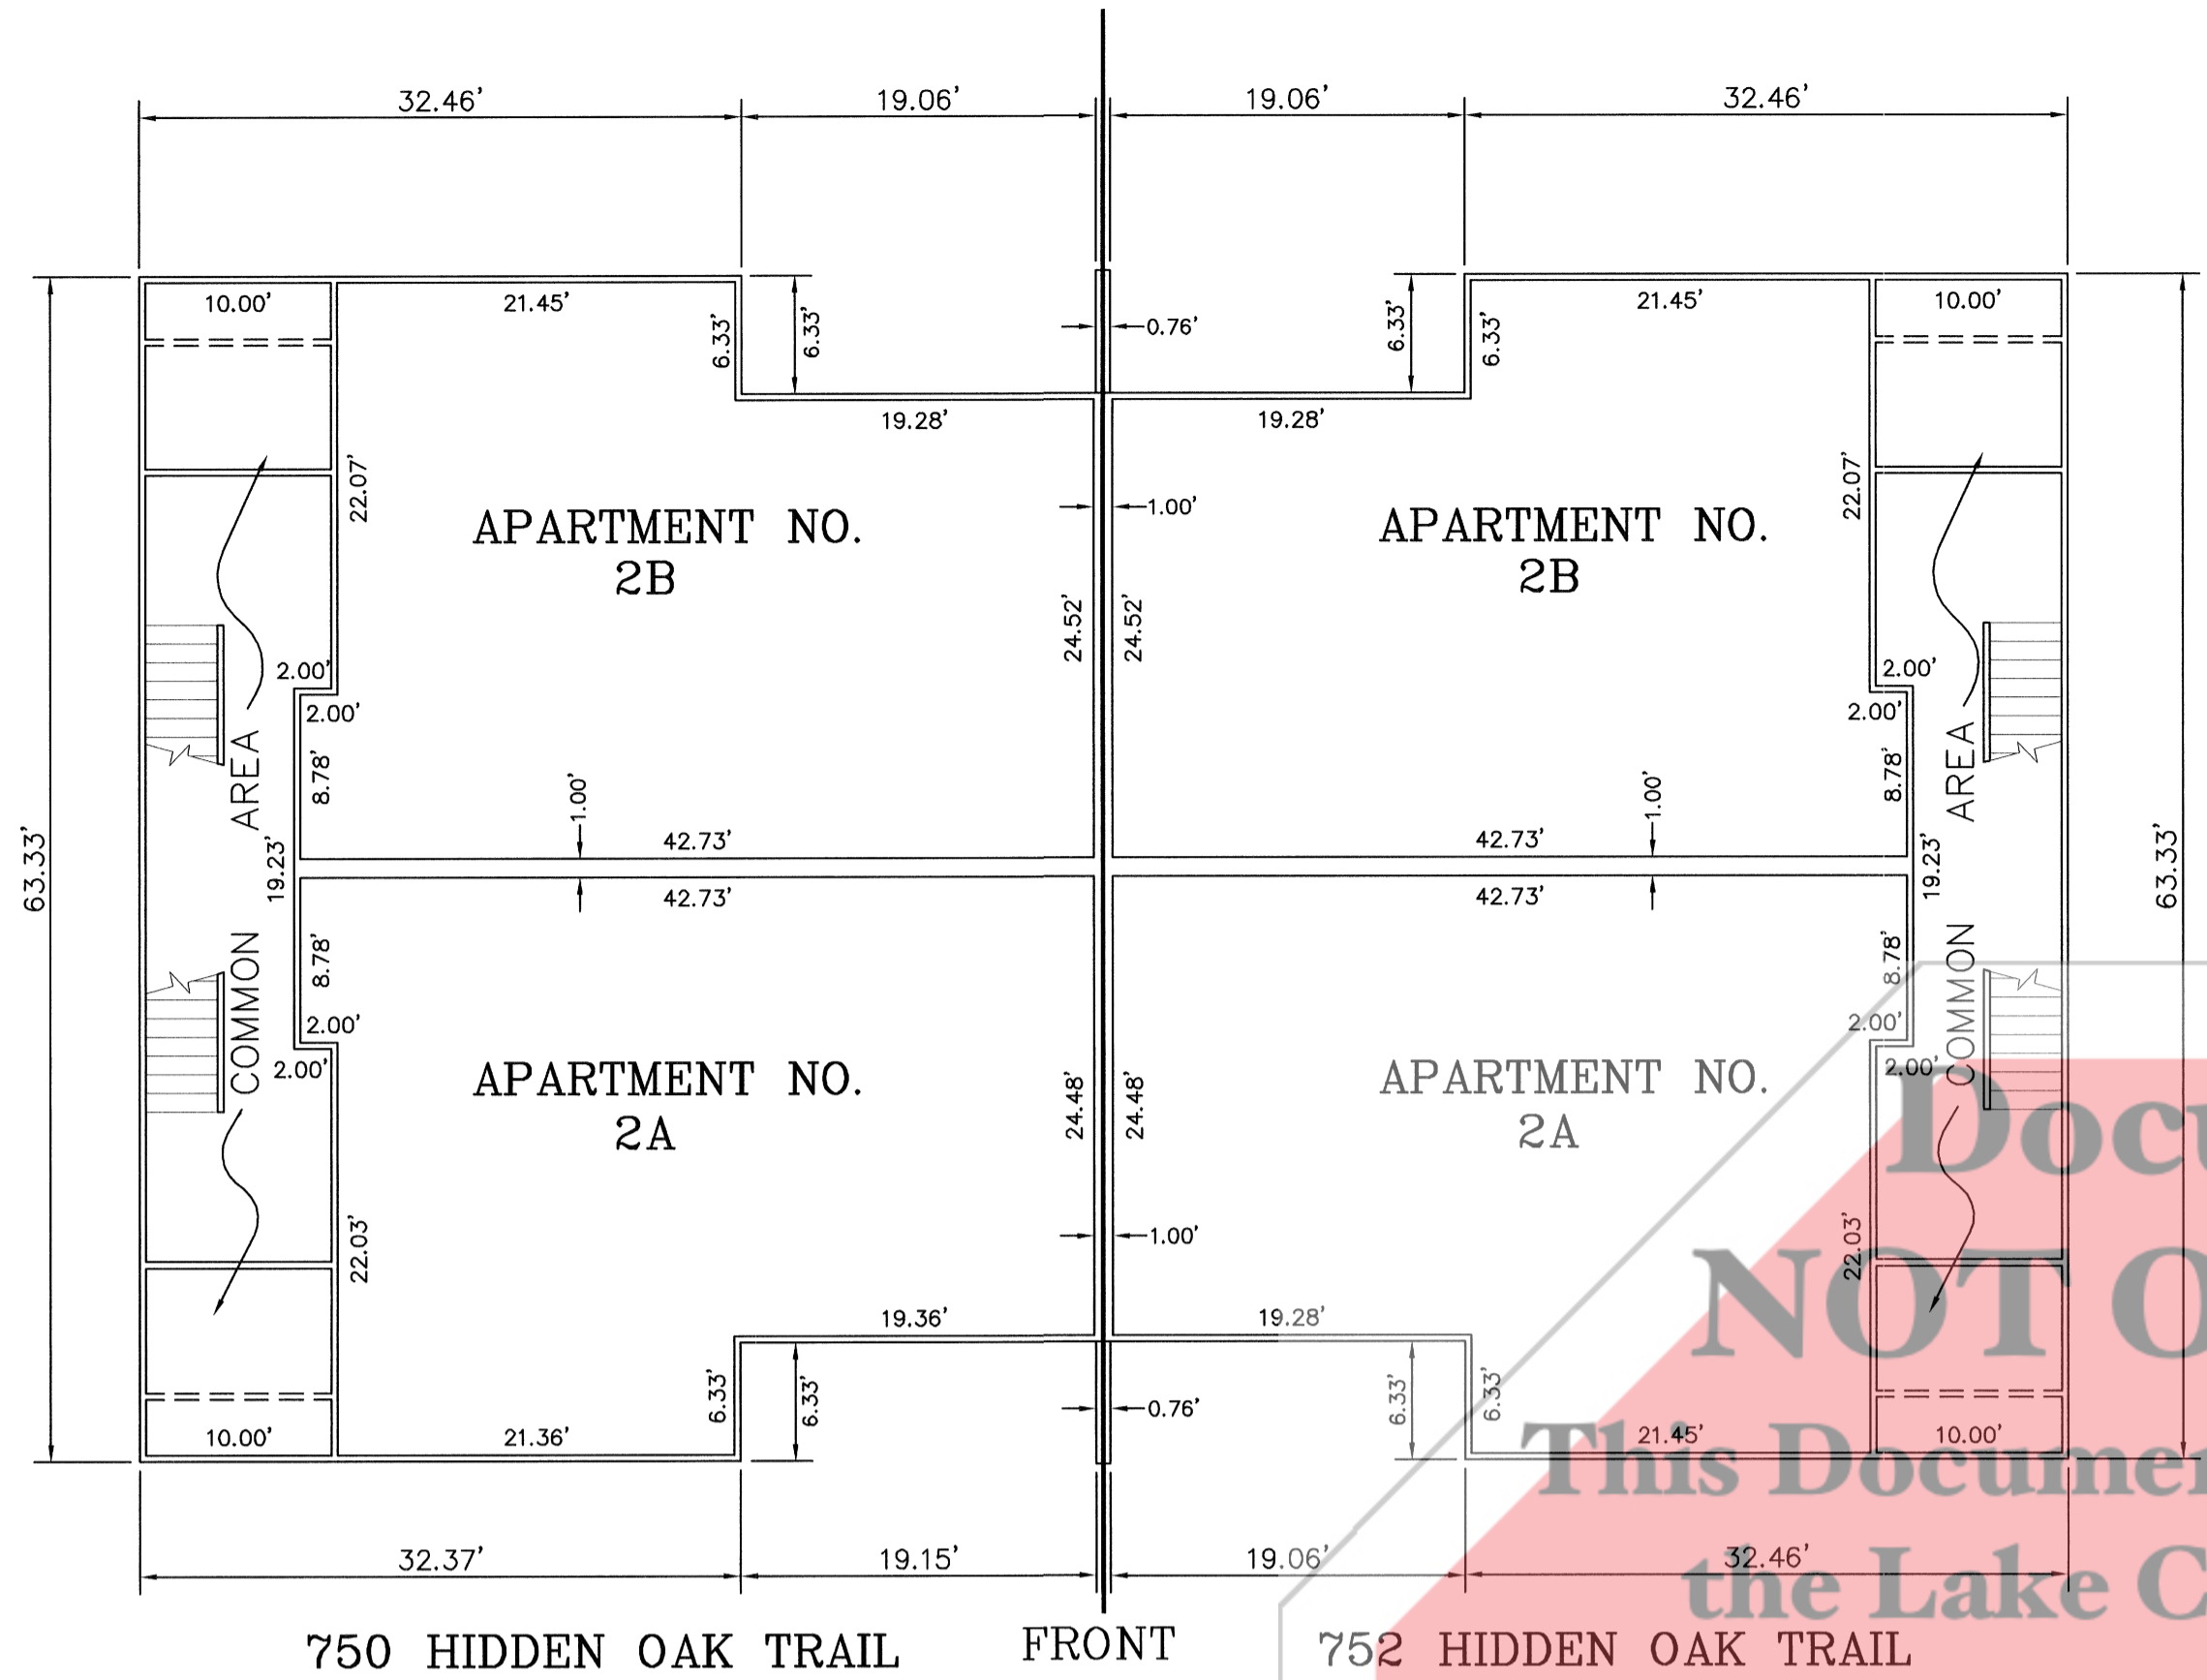 32.46' 19.06' 19.06' 32.46'
10.00' 21.45' 6.33' 6.33' 0.76' 6.33' 6.33' 21.45' 10.00'
19.28' 19.28'
22.07' 1.00' 22.07'
APARTMENT NO. APARTMENT NO.
2B 2B
24.52' 24.52'
2.00' 2.00'
2.00' 2.00'
8.78' 1.00' 1.00' 8.78'
42.73' 42.73'
63.33' 19.23' COMMON AREA COMMON AREA 19.23' 63.33'
42.73' 42.73'
8.78' 8.78'
2.00' 2.00'
2.00' 2.00'
APARTMENT NO. APARTMENT NO.
2A 2A
24.48' 24.48'
22.03' 1.00' 22.03'
19.36' 19.28'
6.33' 6.33' 0.76' 6.33' 6.33'
10.00' 21.36' 21.45' 10.00'
32.37' 19.15' 19.06' 32.46'
750 HIDDEN OAK TRAIL FRONT 752 HIDDEN OAK TRAIL
NOT
This
the Lake